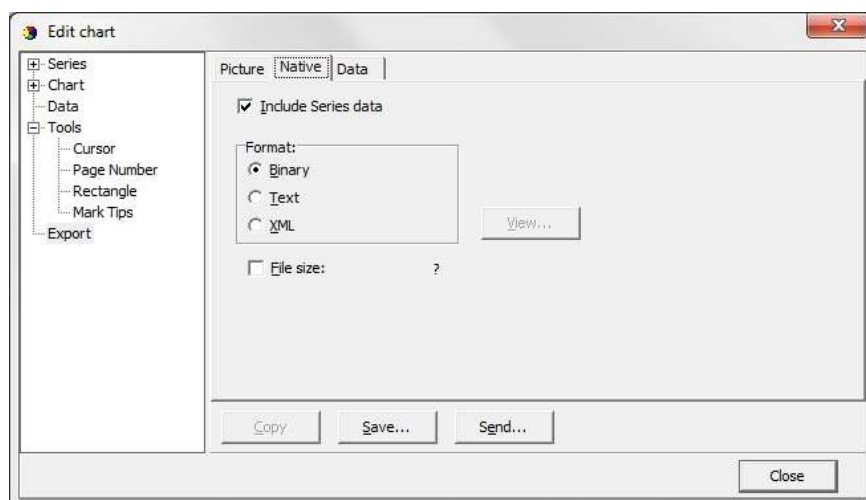 Edit chart
Series
Chart
Data
Tools
Cursor
Page Number
Rectangle
Mark Tips
Export
Picture Native Data
Include Series data
Format:
Binary
Text
XML
View...
File size: ?
Copy Save... Send...
Close